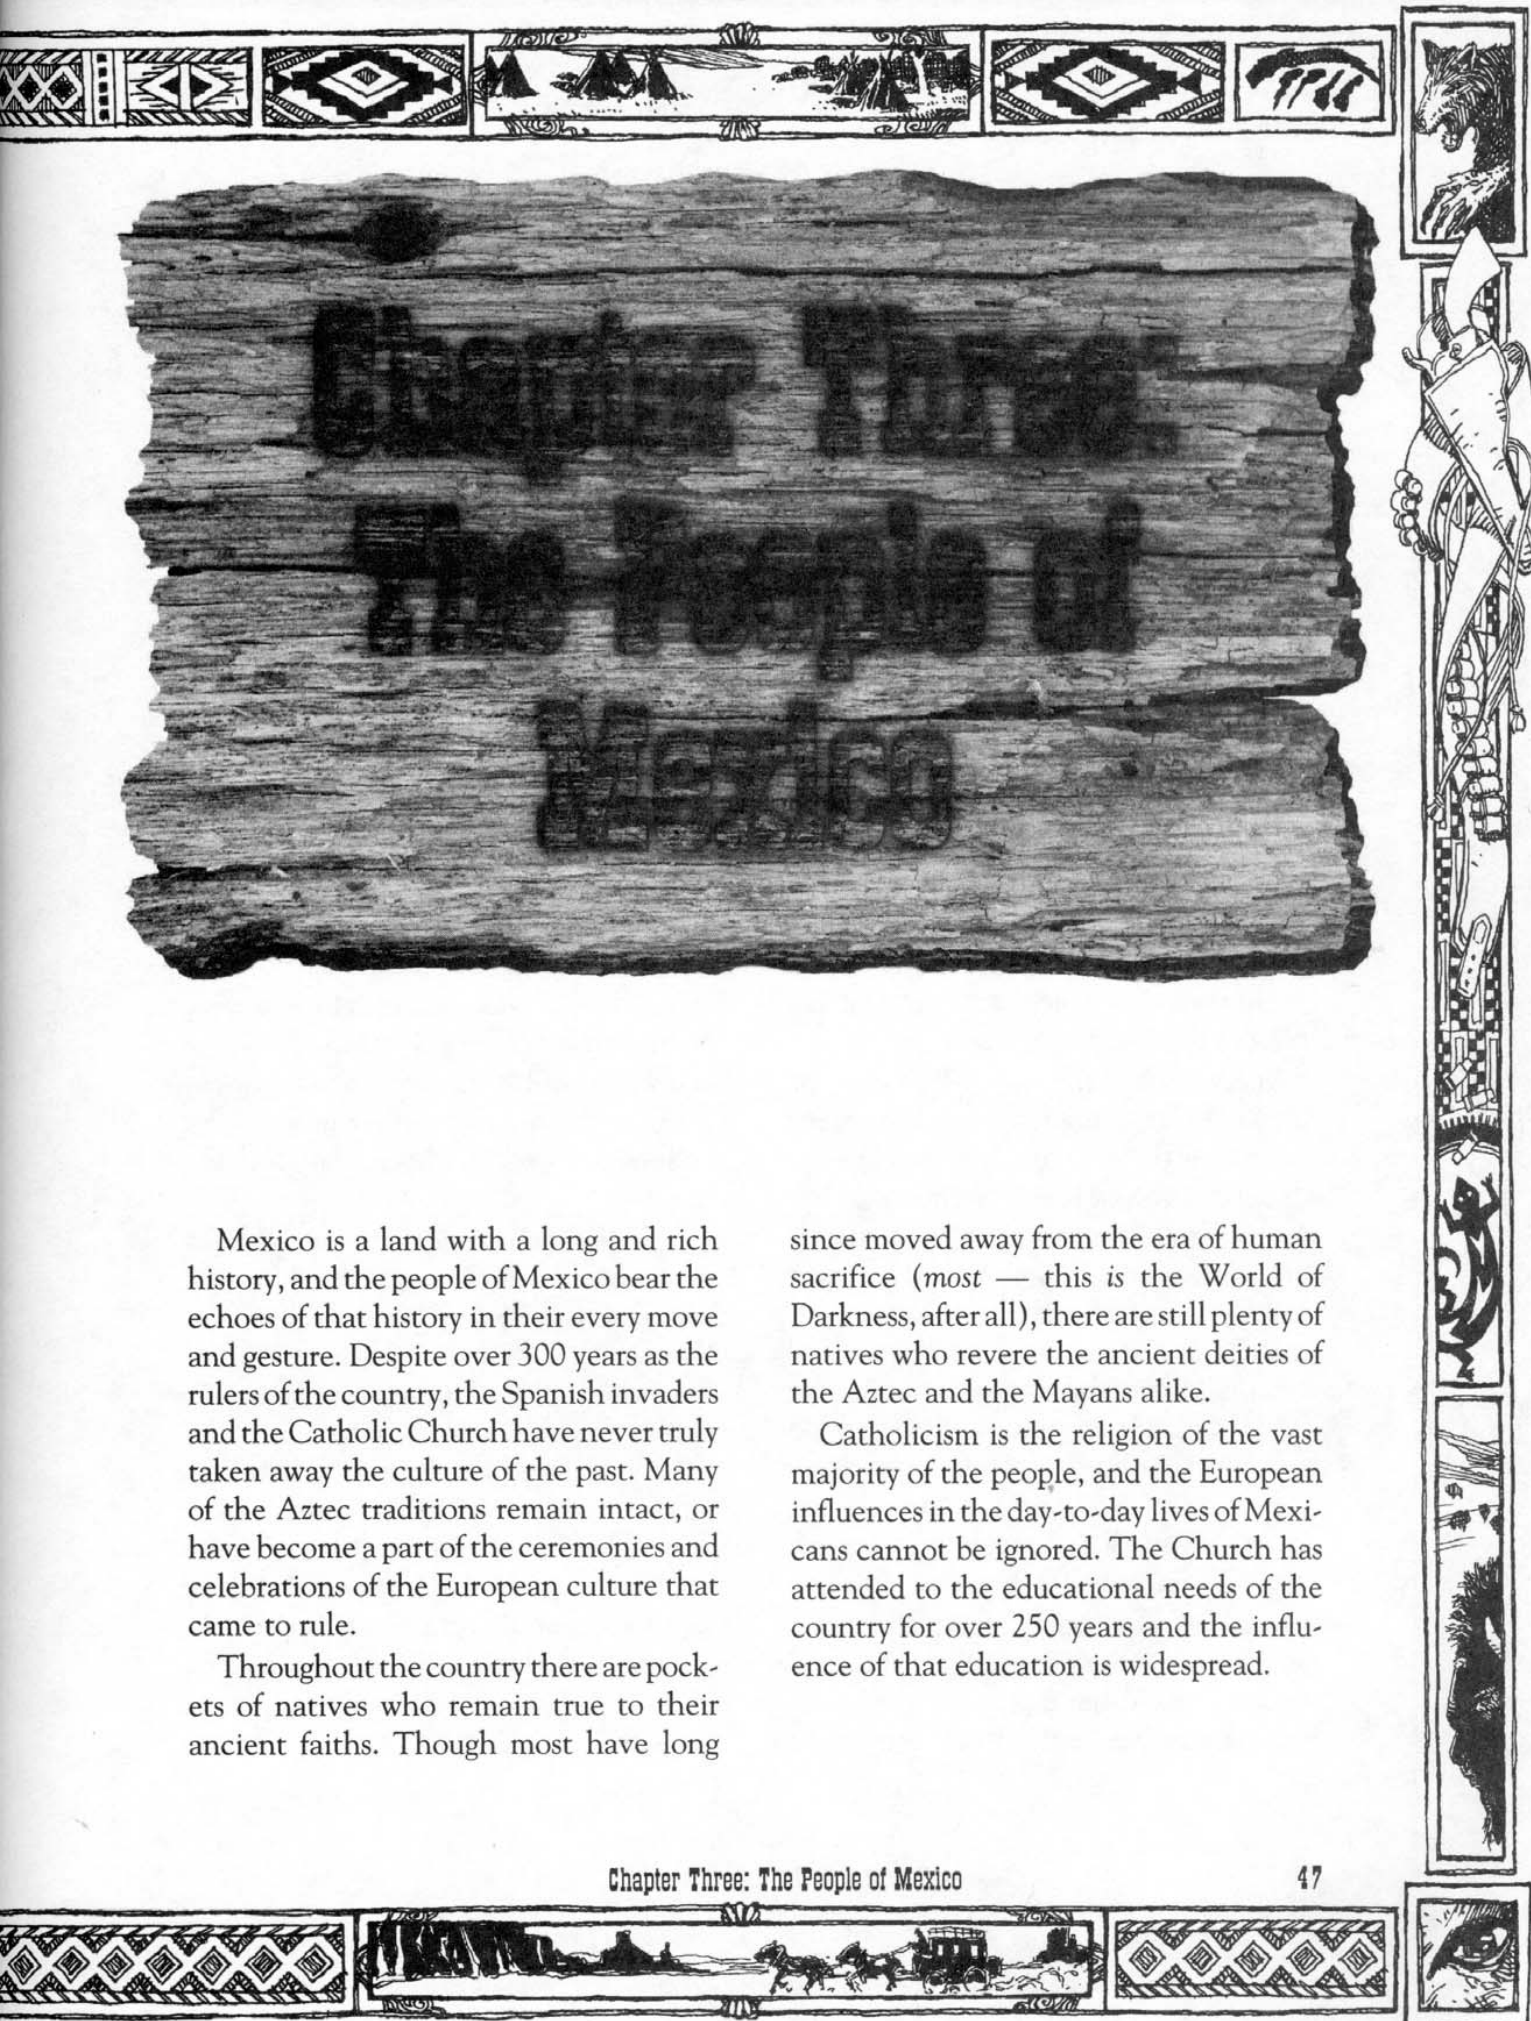 Chapter Three:
The People of
Mexico
Mexico is a land with a long and rich
history, and the people of Mexico bear the
echoes of that history in their every move
and gesture. Despite over 300 years as the
rulers of the country, the Spanish invaders
and the Catholic Church have never truly
taken away the culture of the past. Many
of the Aztec traditions remain intact, or
have become a part of the ceremonies and
celebrations of the European culture that
came to rule.
Throughout the country there are pock-
ets of natives who remain true to their
ancient faiths. Though most have long
since moved away from the era of human
sacrifice (most — this is the World of
Darkness, after all), there are still plenty of
natives who revere the ancient deities of
the Aztec and the Mayans alike.
Catholicism is the religion of the vast
majority of the people, and the European
influences in the day-to-day lives of Mexi-
cans cannot be ignored. The Church has
attended to the educational needs of the
country for over 250 years and the influ-
ence of that education is widespread.
Chapter Three: The People of Mexico
47